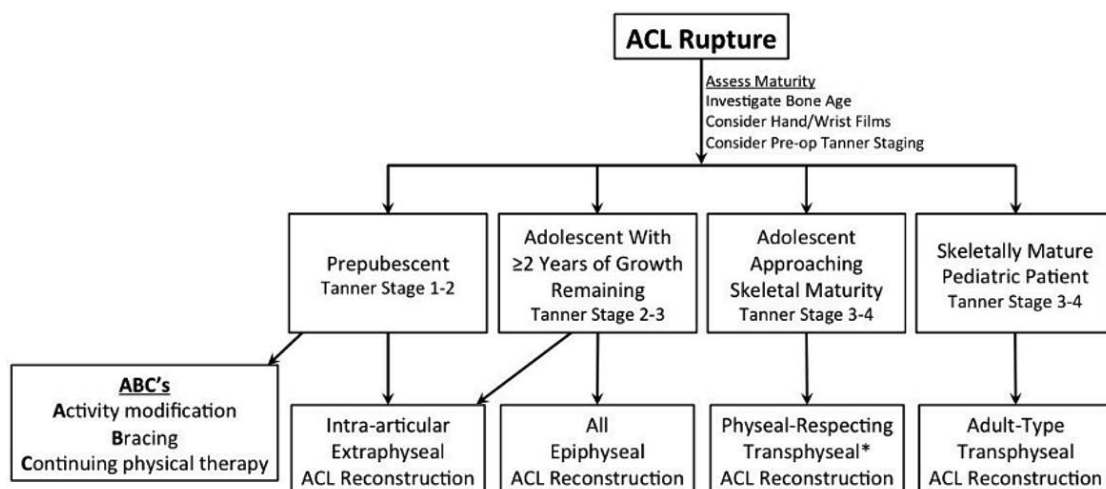 ACL Rupture
Assess Maturity
Investigate Bone Age
Consider Hand/Wrist Films
Consider Pre-op Tanner Staging
Prepubescent
Tanner Stage 1-2
Adolescent With
≥2 Years of Growth
Remaining
Tanner Stage 2-3
Adolescent
Approaching
Skeletal Maturity
Tanner Stage 3-4
Skeletally Mature
Pediatric Patient
Tanner Stage 3-4
ABC's
Activity modification
Bracing
Continuing physical therapy
Intra-articular
Extraphyseal
ACL Reconstruction
All
Epiphyseal
ACL Reconstruction
Physeal-Respecting
Transphyseal*
ACL Reconstruction
Adult-Type
Transphyseal
ACL Reconstruction